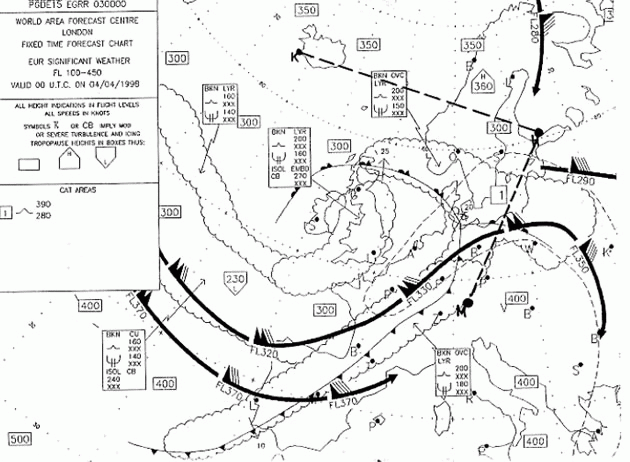 PGDE15 EGRR 030000
WORLD AREA FORECAST CENTRE
LONDON
FIXED TIME FORECAST CHART
EUR SIGNIFICANT WEATHER
FL 100-450
VALID 00 U.T.C. ON 04/04/1998
ALL HEIGHT INDICATIONS IN FLIGHT LEVELS
ALL SPEEDS IN KNOTS
SYMBOLS OR CB IMPLY MOD
OR SEVERE TURBULENCE AND ICING
TROPOPAUSE HEIGHTS IN BOXES THUS:
H
L
CAT AREAS
1
390
280
350
350
350
K
FL280
H
360
300
BKN LYR
160
XXX
140
XXX
300
BKN OVC
LYR
200
XXX
150
XXX
BKN LYR
200
XXX
160
XXX
ISOL EMBD
CB 270
XXX
300
25
FL290
1
300
230
L
FL330
FL350
300
400
M
B
400
FL370
FL320
BKN CU
160
XXX
140
XXX
ISOL CB
240
XXX
400
FL370
FL370
BKN OVC
LYR
200
XXX
180
XXX
400
S
R
P
500
10
400